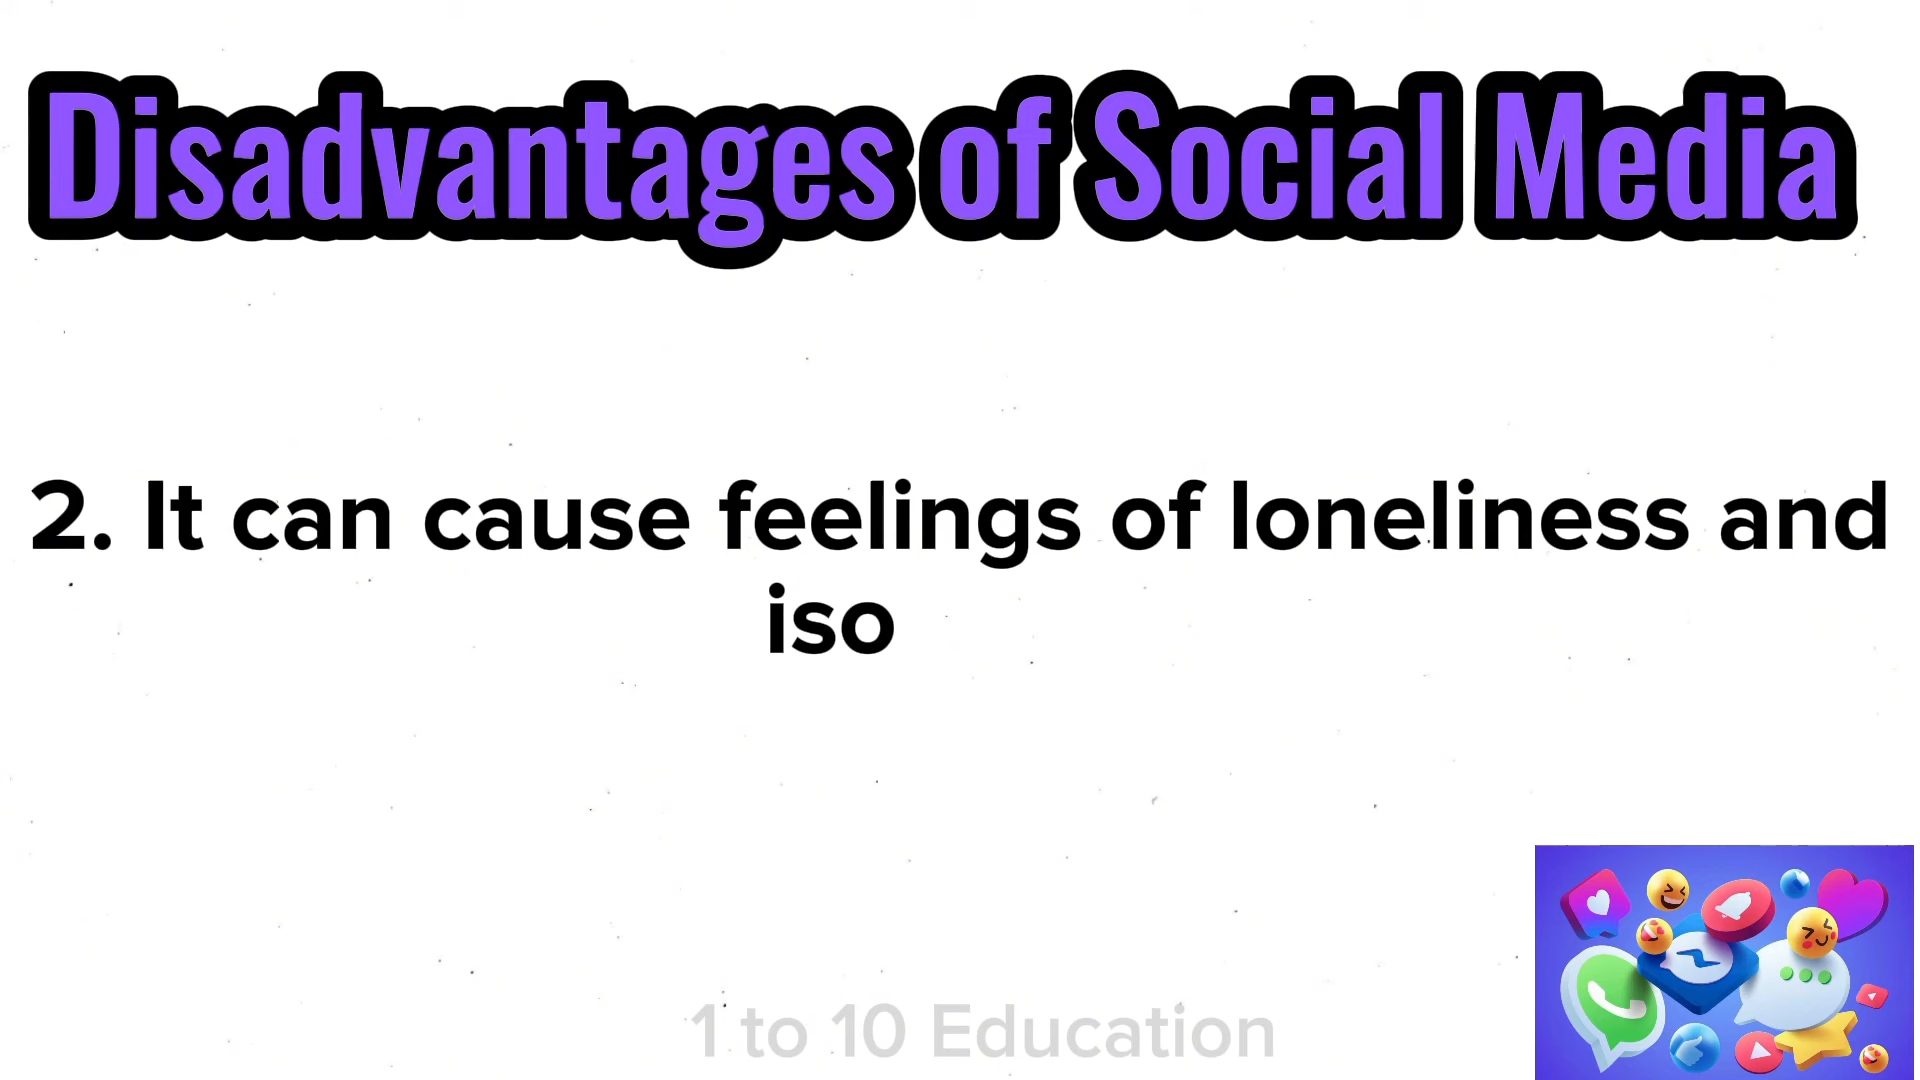 Disadvantages of Social Media
2. It can cause feelings of loneliness and
iso
1 to 10 Education